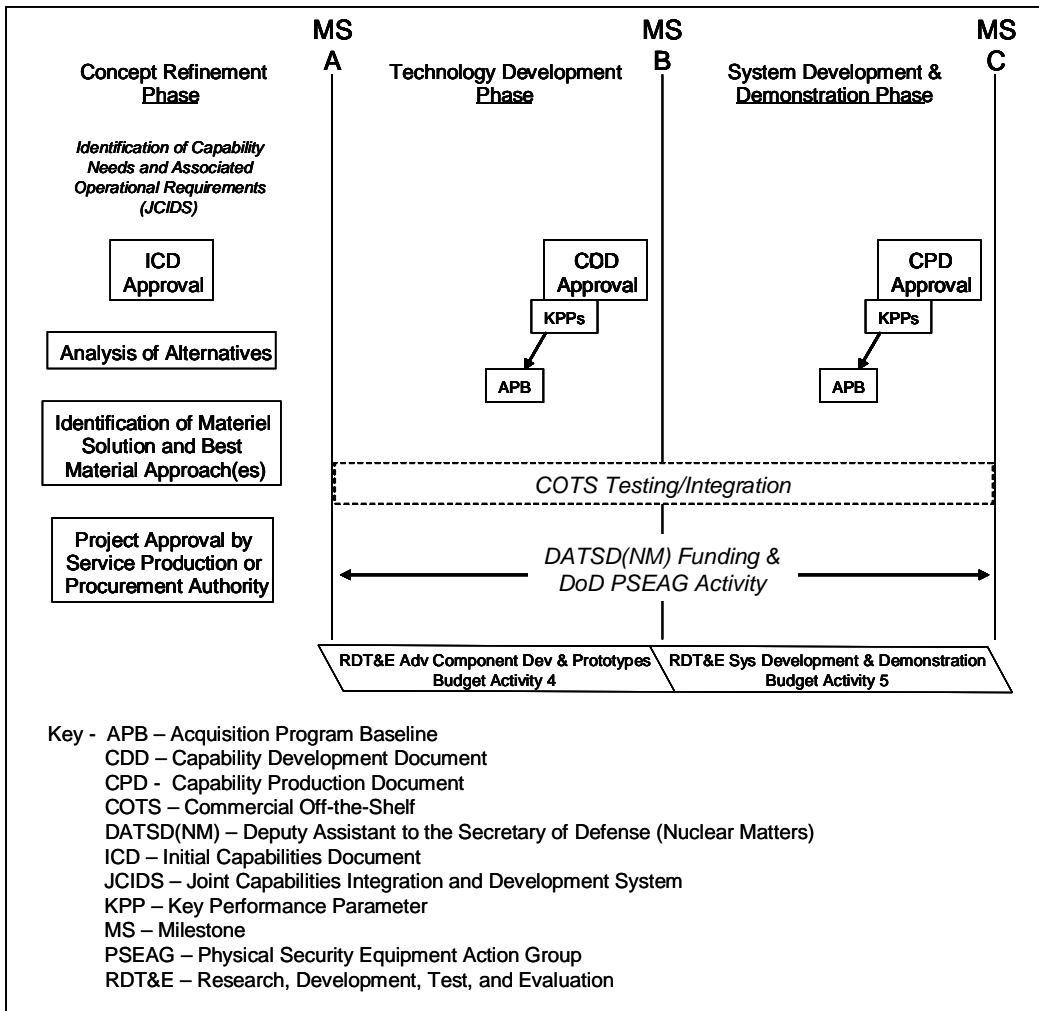 MS
A
MS
B
MS
C
Concept Refinement
Phase
Technology Development
Phase
System Development &
Demonstration Phase
Identification of Capability
Needs and Associated
Operational Requirements
(JCIDS)
ICD
Approval
CDD
Approval
KPPs
APB
CPD
Approval
KPPs
APB
Analysis of Alternatives
Identification of Materiel
Solution and Best
Material Approach(es)
COTS Testing/Integration
Project Approval by
Service Production or
Procurement Authority
DATSD(NM) Funding &
DoD PSEAG Activity
RDT&E Adv Component Dev & Prototypes
Budget Activity 4
RDT&E Sys Development & Demonstration
Budget Activity 5
Key - APB – Acquisition Program Baseline
CDD – Capability Development Document
CPD - Capability Production Document
COTS – Commercial Off-the-Shelf
DATSD(NM) – Deputy Assistant to the Secretary of Defense (Nuclear Matters)
ICD – Initial Capabilities Document
JCIDS – Joint Capabilities Integration and Development System
KPP – Key Performance Parameter
MS – Milestone
PSEAG – Physical Security Equipment Action Group
RDT&E – Research, Development, Test, and Evaluation